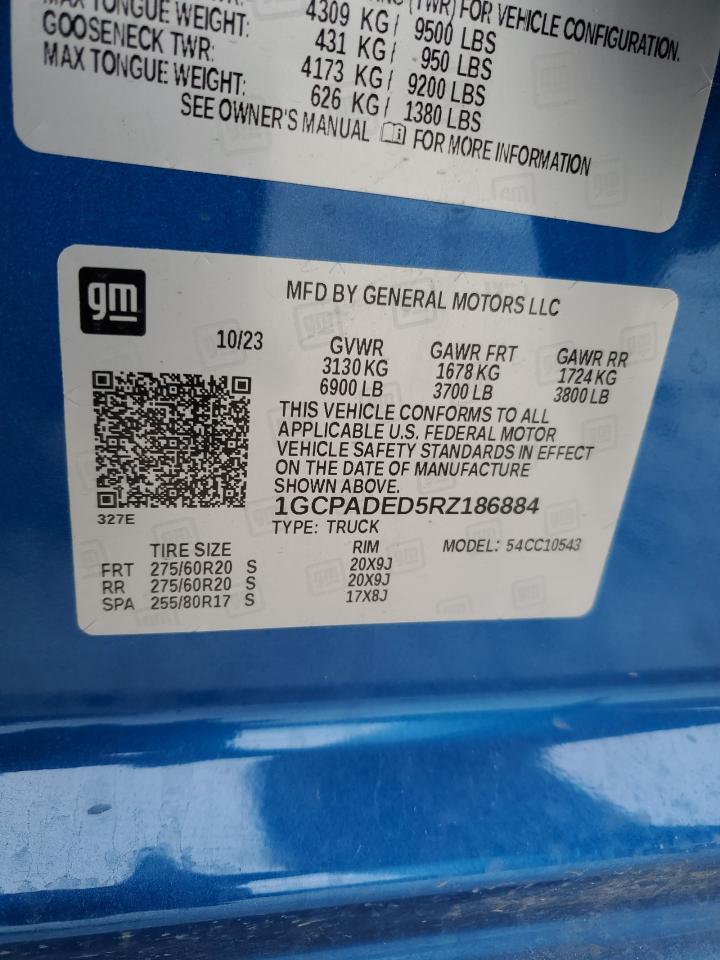 (TWR) FOR VEHICLE CONFIGURATION.
4309 KG/ 9500 LBS
MAX TONGUE WEIGHT: 431 KG/ 950 LBS
GOOSENECK TWR: 4173 KG/ 9200 LBS
MAX TONGUE WEIGHT: 626 KG/ 1380 LBS
SEE OWNER'S MANUAL FOR MORE INFORMATION
gm
MFD BY GENERAL MOTORS LLC
10/23 GVWR GAWR FRT GAWR RR
3130 KG 1678 KG 1724 KG
6900 LB 3700 LB 3800 LB
THIS VEHICLE CONFORMS TO ALL
APPLICABLE U.S. FEDERAL MOTOR
VEHICLE SAFETY STANDARDS IN EFFECT
ON THE DATE OF MANUFACTURE
SHOWN ABOVE.
1GCPADED5RZ186884
327E
TYPE: TRUCK
TIRE SIZE RIM MODEL: 54CC10543
FRT 275/60R20 S 20X9J
RR 275/60R20 S 20X9J
SPA 255/80R17 S 17X8J